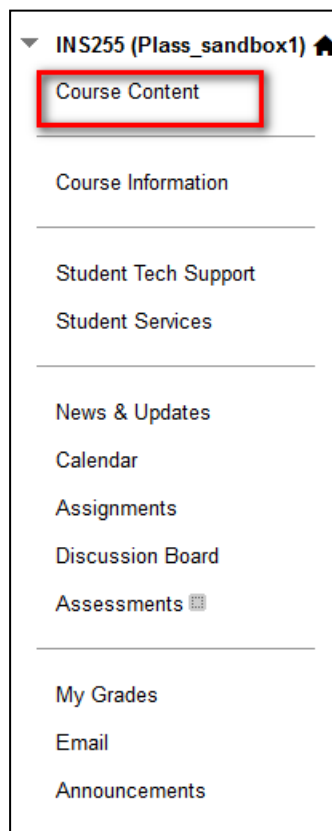 INS255 (Plass_sandbox1)
Course Content
Course Information
Student Tech Support
Student Services
News & Updates
Calendar
Assignments
Discussion Board
Assessments
My Grades
Email
Announcements